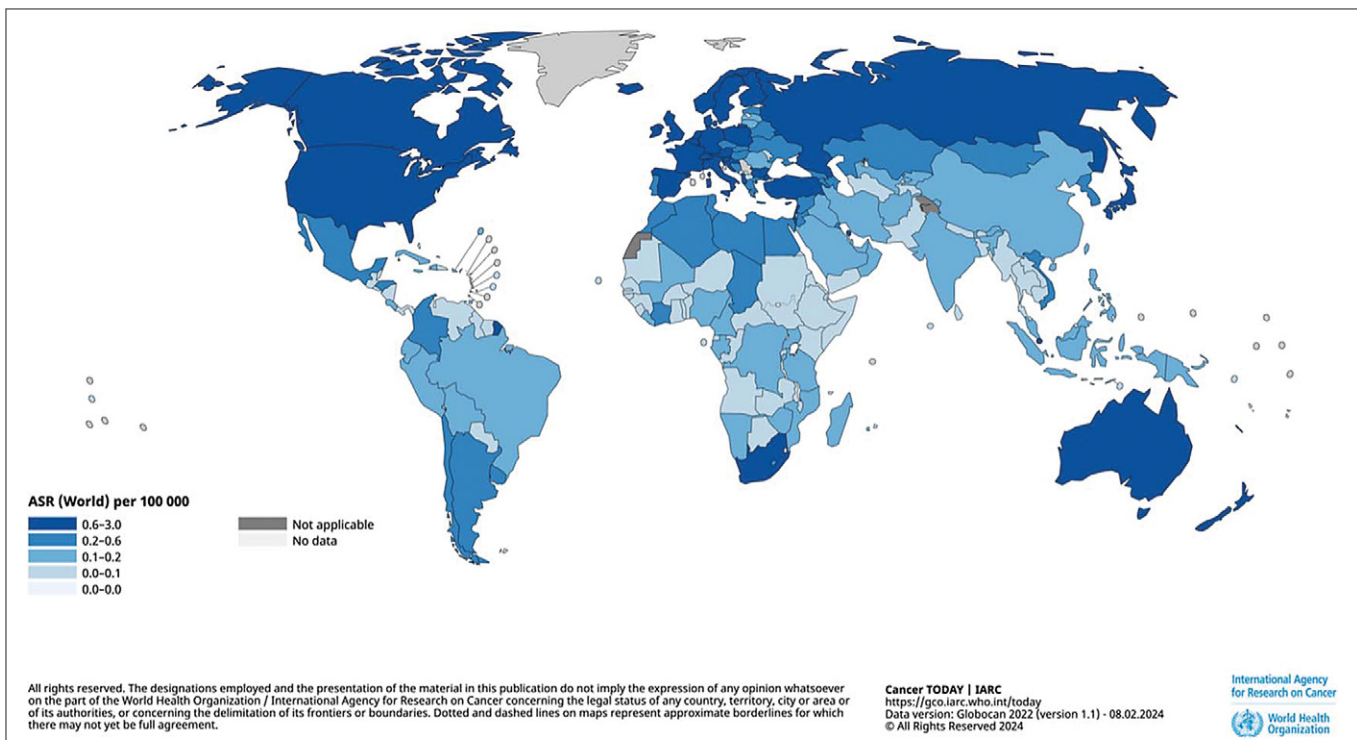 ASR (World) per 100 000
0.6–3.0
0.2–0.6
0.1–0.2
0.0–0.1
0.0–0.0
Not applicable
No data
All rights reserved. The designations employed and the presentation of the material in this publication do not imply the expression of any opinion whatsoever
on the part of the World Health Organization / International Agency for Research on Cancer concerning the legal status of any country, territory, city or area or
of its authorities, or concerning the delimitation of its frontiers or boundaries. Dotted and dashed lines on maps represent approximate borderlines for which
there may not yet be full agreement.
Cancer TODAY | IARC
https://gco.iarc.who.int/today
Data version: Globocan 2022 (version 1.1) - 08.02.2024
© All Rights Reserved 2024
International Agency
for Research on Cancer
World Health
Organization